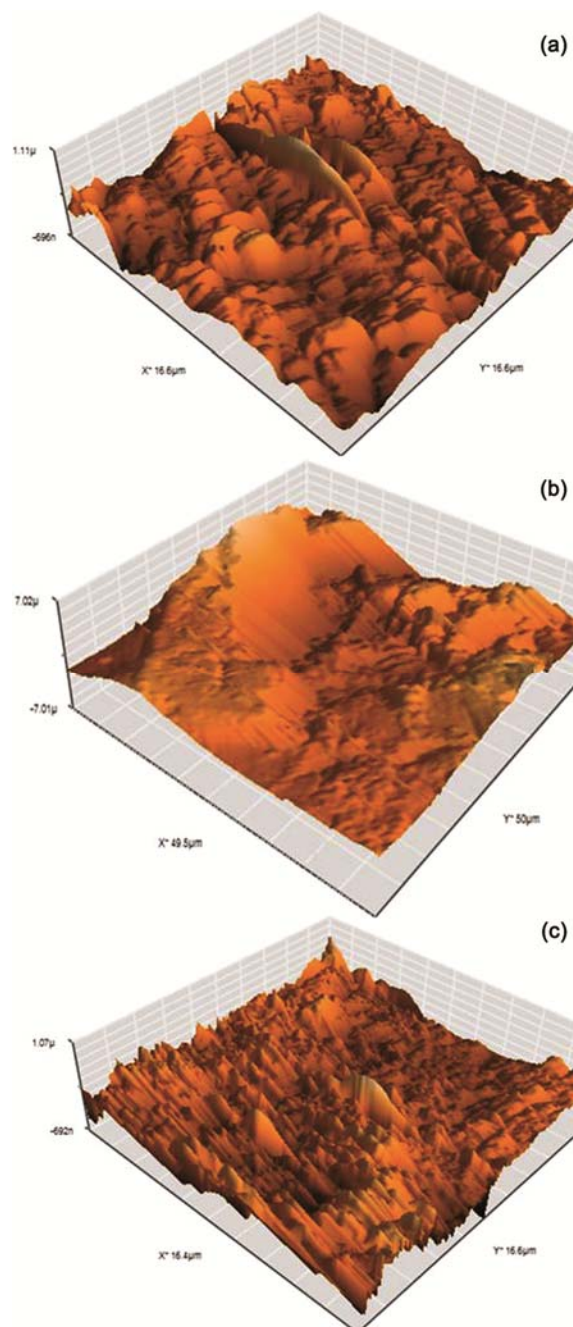 (a)
1.11µ
-696n
X* 16.6µm
Y* 16.6µm
(b)
7.02µ
-7.01µ
X* 49.5µm
Y* 50µm
(c)
1.07µ
-692n
X* 16.4µm
Y* 16.6µm